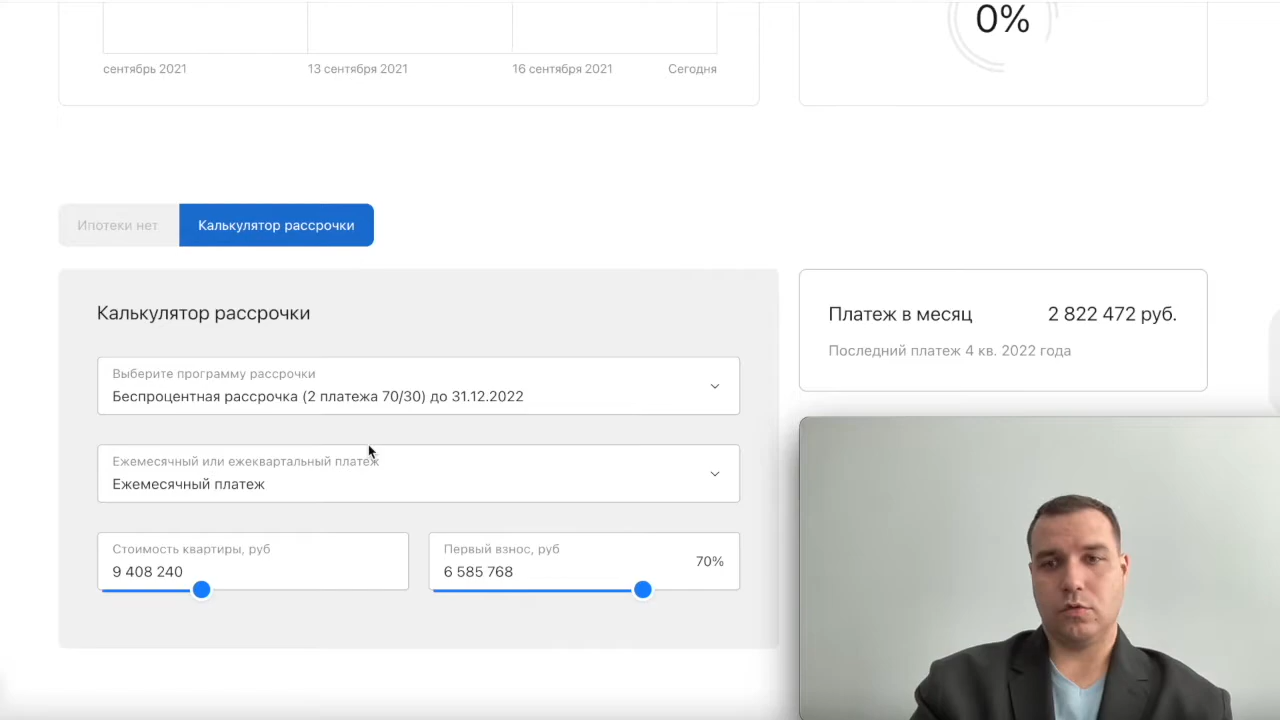 0%
сентябрь 2021
13 сентября 2021
16 сентября 2021
Сегодня
Ипотеки нет
Калькулятор рассрочки
Калькулятор рассрочки
Выберите программу рассрочки
Беспроцентная рассрочка (2 платежа 70/30) до 31.12.2022
Ежемесячный или ежеквартальный платеж
Ежемесячный платеж
Стоимость квартиры, руб
9 408 240
Первый взнос, руб
6 585 768
70%
Платеж в месяц
2 822 472 руб.
Последний платеж 4 кв. 2022 года